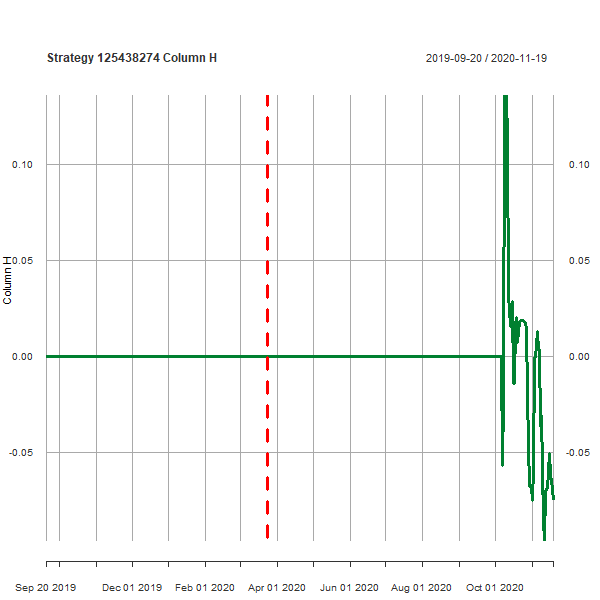 Strategy 125438274 Column H 2019-09-20 / 2020-11-19
0.10 0.10
0.05 0.05
Column H
0.00 0.00
-0.05 -0.05
Sep 20 2019 Dec 01 2019 Feb 01 2020 Apr 01 2020 Jun 01 2020 Aug 01 2020 Oct 01 2020